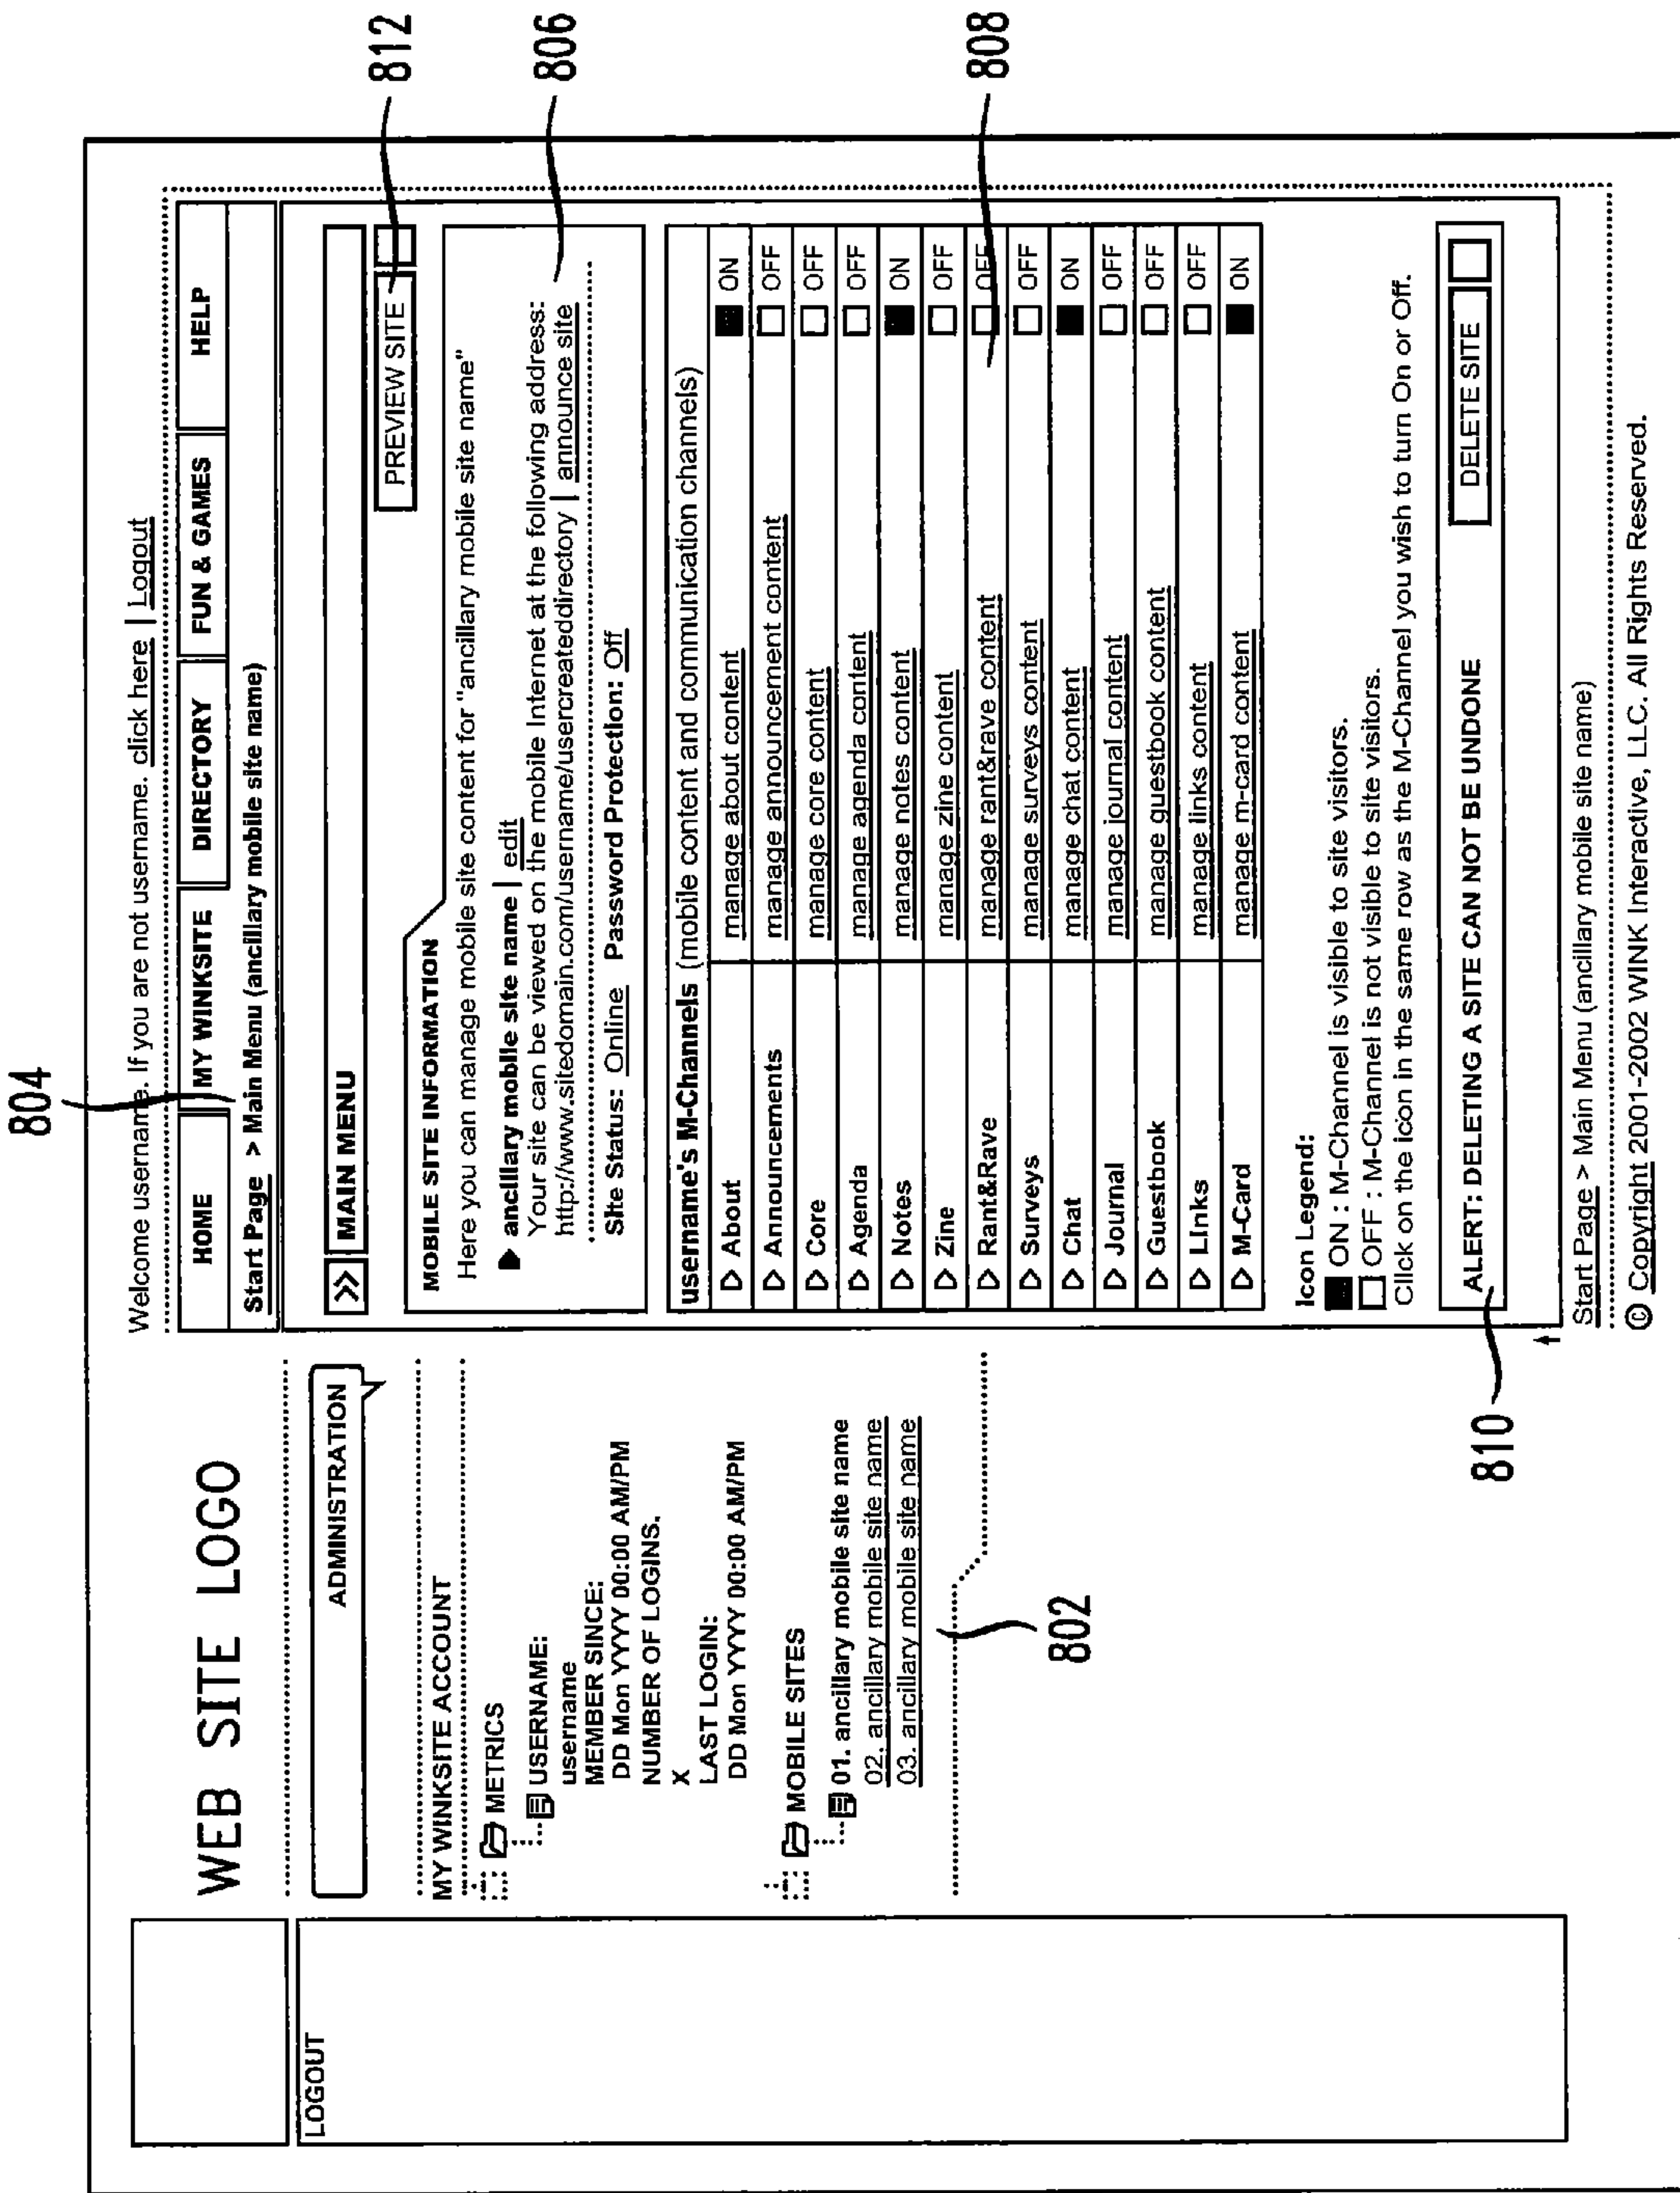 804
WEB SITE LOGO
LOGOUT
ADMINISTRATION
MY WINKSITE ACCOUNT
METRICS
USERNAME:
username
MEMBER SINCE:
DD Mon YYYY 00:00 AM/PM
NUMBER OF LOGINS.
X
LAST LOGIN:
DD Mon YYYY 00:00 AM/PM
MOBILE SITES
01. ancillary mobile site name
02. ancillary mobile site name
03. ancillary mobile site name
802
Welcome username. If you are not username. click here | Logout
HOME MY WINKSITE DIRECTORY FUN & GAMES HELP
Start Page > Main Menu (ancillary mobile site name)
>> MAIN MENU
PREVIEW SITE
812
MOBILE SITE INFORMATION
Here you can manage mobile site content for "ancillary mobile site name"
ancillary mobile site name | edit
Your site can be viewed on the mobile Internet at the following address:
http://www.sitedomain.com/username/usercreateddirectory | announce site
806
Site Status: Online Password Protection: Off
username's M-Channels (mobile content and communication channels)
About manage about content ON
Announcements manage announcement content OFF
Core manage core content OFF
Agenda manage agenda content OFF
Notes manage notes content ON
Zine manage zine content OFF
Rant&Rave manage rant&rave content OFF
808
Surveys manage surveys content OFF
Chat manage chat content ON
Journal manage journal content OFF
Guestbook manage guestbook content OFF
Links manage links content OFF
M-Card manage m-card content ON
Icon Legend:
ON : M-Channel is visible to site visitors.
OFF : M-Channel is not visible to site visitors.
Click on the icon in the same row as the M-Channel you wish to turn On or Off.
ALERT: DELETING A SITE CAN NOT BE UNDONE DELETE SITE
810
Start Page > Main Menu (ancillary mobile site name)
© Copyright 2001-2002 WINK Interactive, LLC. All Rights Reserved.